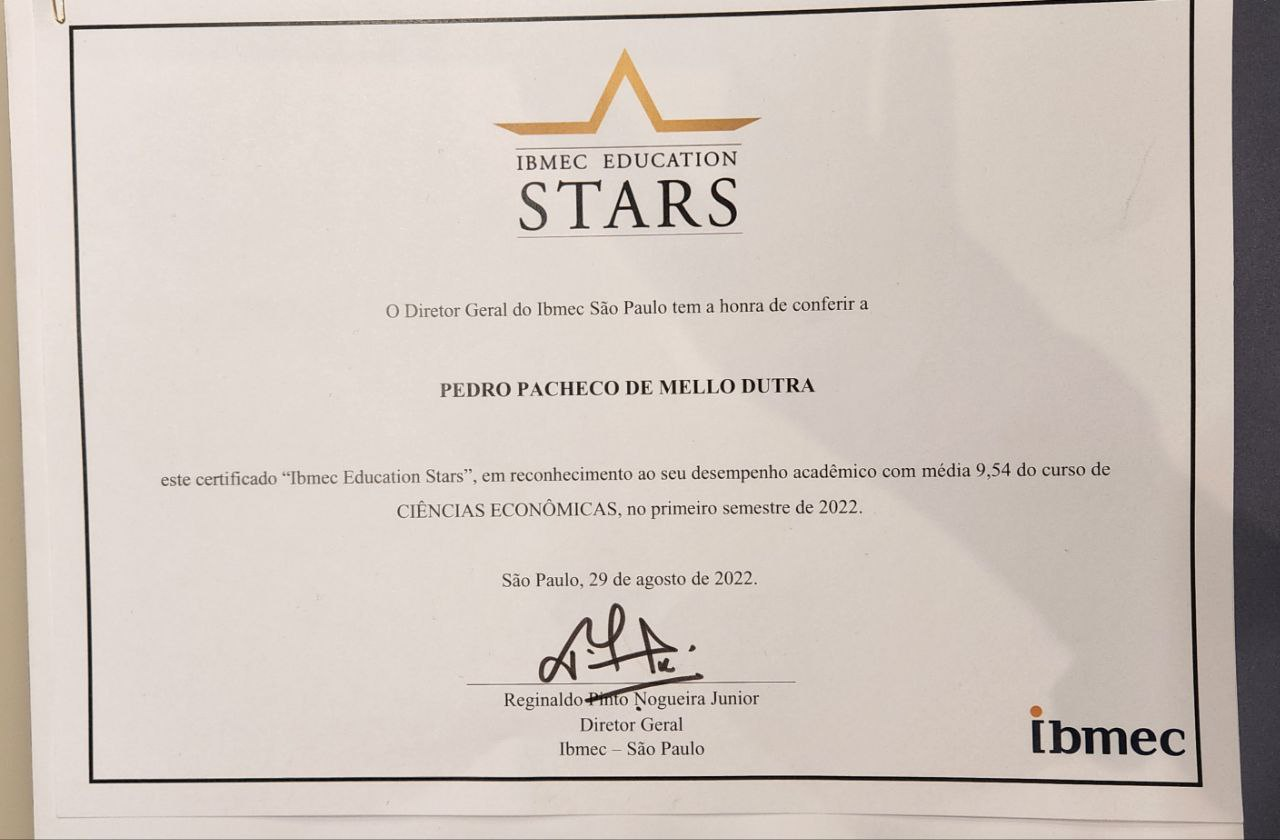 IBMEC EDUCATION
STARS
O Diretor Geral do Ibmec São Paulo tem a honra de conferir a
PEDRO PACHECO DE MELLO DUTRA
este certificado “Ibmec Education Stars”, em reconhecimento ao seu desempenho acadêmico com média 9,54 do curso de
CIÊNCIAS ECONÔMICAS, no primeiro semestre de 2022.
São Paulo, 29 de agosto de 2022.
Reginaldo Pinto Nogueira Junior
Diretor Geral
Ibmec – São Paulo
ibmec